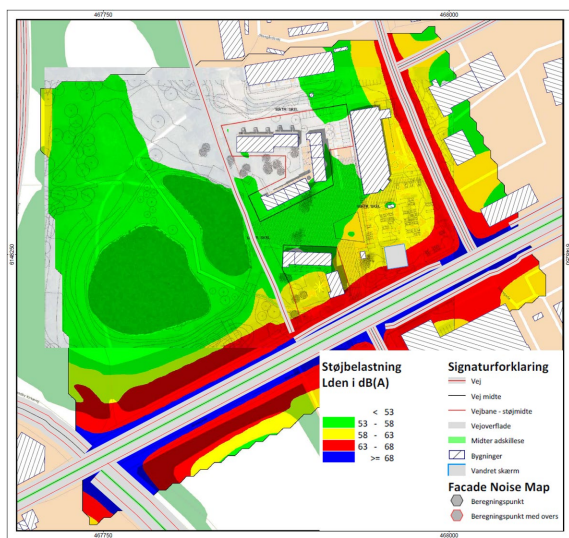 467750
468000
6146250
Støjbelastning
Lden i dB(A)
< 53
53 - 58
58 - 63
63 - 68
>= 68
Signaturforklaring
Vej
Vej midte
Vejbane - støjmidte
Vejoverflade
Midter adskillese
Bygninger
Vandret skærm
Facade Noise Map
Beregningspunkt
Beregningspunkt med overs
467750
468000